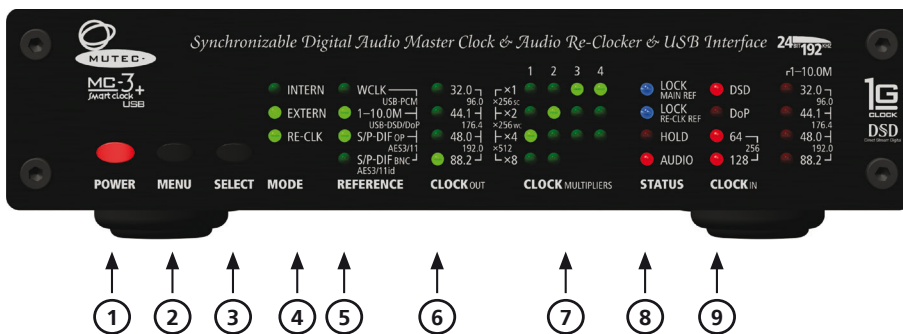 MUTEC
Synchronizable Digital Audio Master Clock & Audio Re-Clocker & USB Interface 24BIT 192KHZ
MC-3+
Smart clock
USB
INTERN
EXTERN
RE-CLK
WCLK
USB-PCM
1–10.0M
USB-DSD/DoP
S/P-DIF OP
AES3/11
S/P-DIF BNC
AES3/11id
32.0
96.0
44.1
176.4
48.0
192.0
88.2
1 2 3 4
×1
×256 sc
×2
×256 wc
×4
×512
×8
LOCK
MAIN REF
LOCK
RE-CLK REF
HOLD
AUDIO
DSD
DoP
64
256
128
r1–10.0M
32.0
96.0
44.1
176.4
48.0
192.0
88.2
1G
CLOCK
DSD
Direct Stream Digital
POWER MENU SELECT MODE REFERENCE CLOCK OUT CLOCK MULTIPLIERS STATUS CLOCK IN
1 2 3 4 5 6 7 8 9